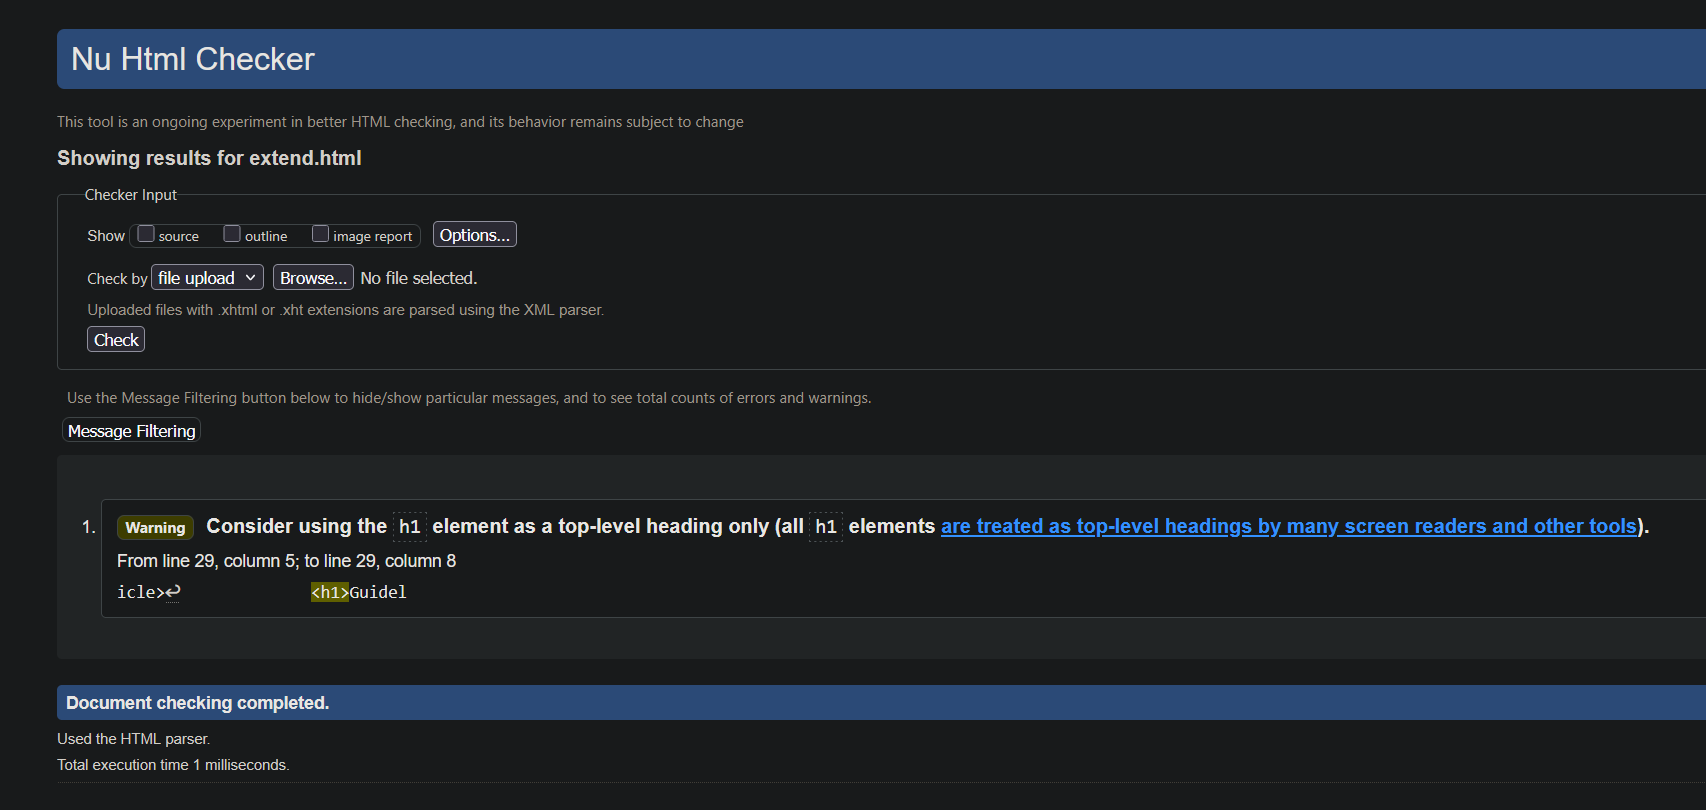 Nu Html Checker
This tool is an ongoing experiment in better HTML checking, and its behavior remains subject to change
Showing results for extend.html
Checker Input
Show source outline image report Options...
Check by file upload Browse... No file selected.
Uploaded files with .xhtml or .xht extensions are parsed using the XML parser.
Check
Use the Message Filtering button below to hide/show particular messages, and to see total counts of errors and warnings.
Message Filtering
1. Warning Consider using the h1 element as a top-level heading only (all h1 elements are treated as top-level headings by many screen readers and other tools).
From line 29, column 5; to line 29, column 8
icle>↩ <h1>Guidel
Document checking completed.
Used the HTML parser.
Total execution time 1 milliseconds.